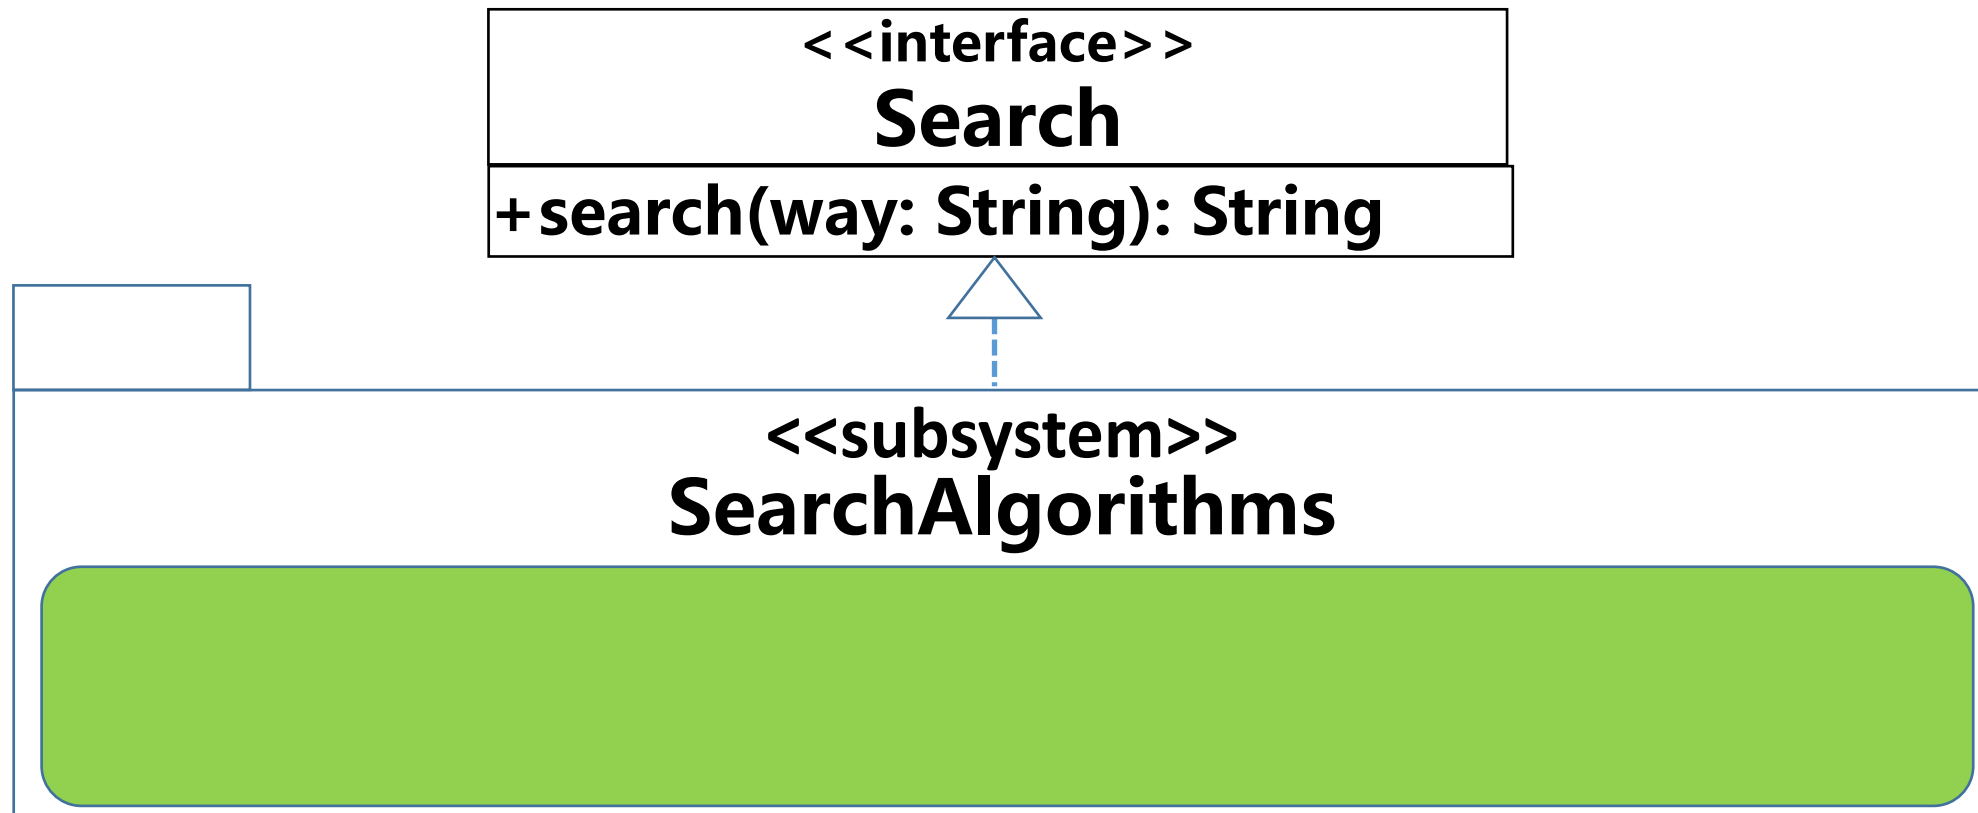 <<interface>>
Search
+search(way: String): String
<<subsystem>>
SearchAlgorithms